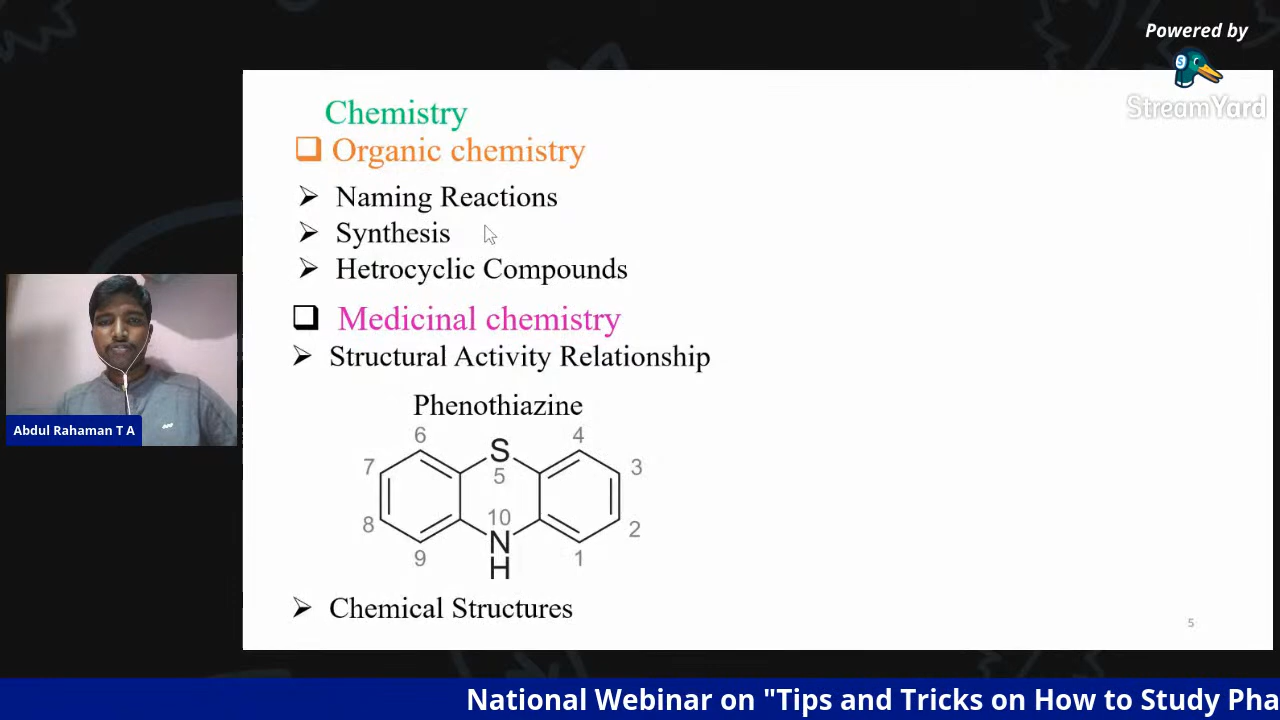 Powered by
StreamYard
Chemistry
Organic chemistry
Naming Reactions
Synthesis
Hetrocyclic Compounds
Medicinal chemistry
Structural Activity Relationship
Phenothiazine
6 4
7 S 3
5
8 10 2
N
9 H 1
Chemical Structures
5
Abdul Rahaman T A
National Webinar on "Tips and Tricks on How to Study Pha